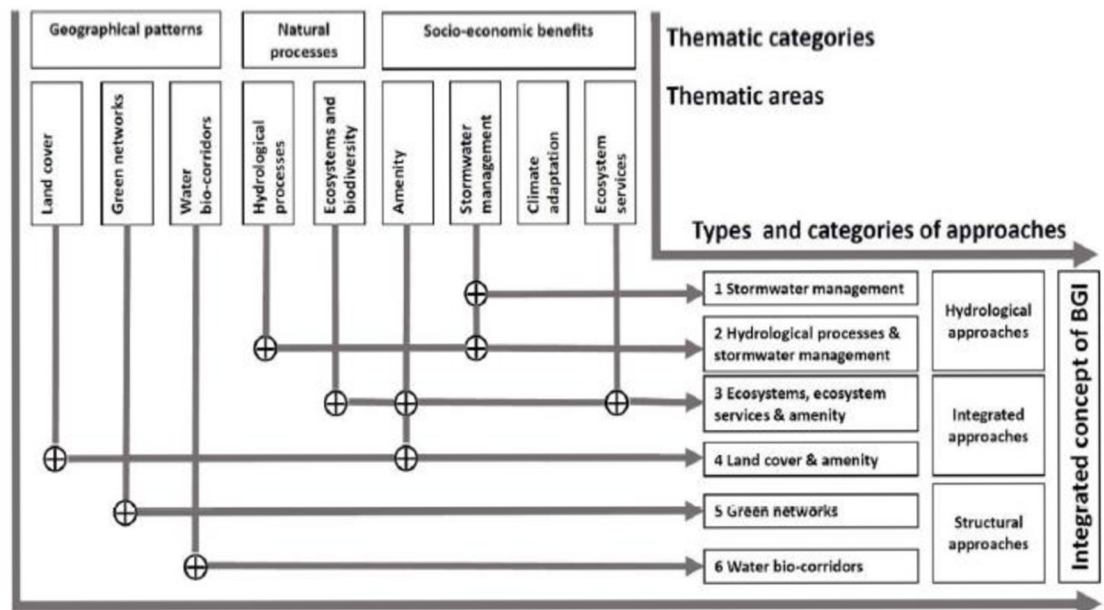 Geographical patterns
Natural
processes
Socio-economic benefits
Thematic categories
Thematic areas
Land cover
Green networks
Water
bio-corridors
Hydrological
processes
Ecosystems and
biodiversity
Amenity
Stormwater
management
Climate
adaptation
Ecosystem
services
Types and categories of approaches
1 Stormwater management
2 Hydrological processes &
stormwater management
Hydrological
approaches
3 Ecosystems, ecosystem
services & amenity
4 Land cover & amenity
Integrated
approaches
5 Green networks
6 Water bio-corridors
Structural
approaches
Integrated concept of BGI